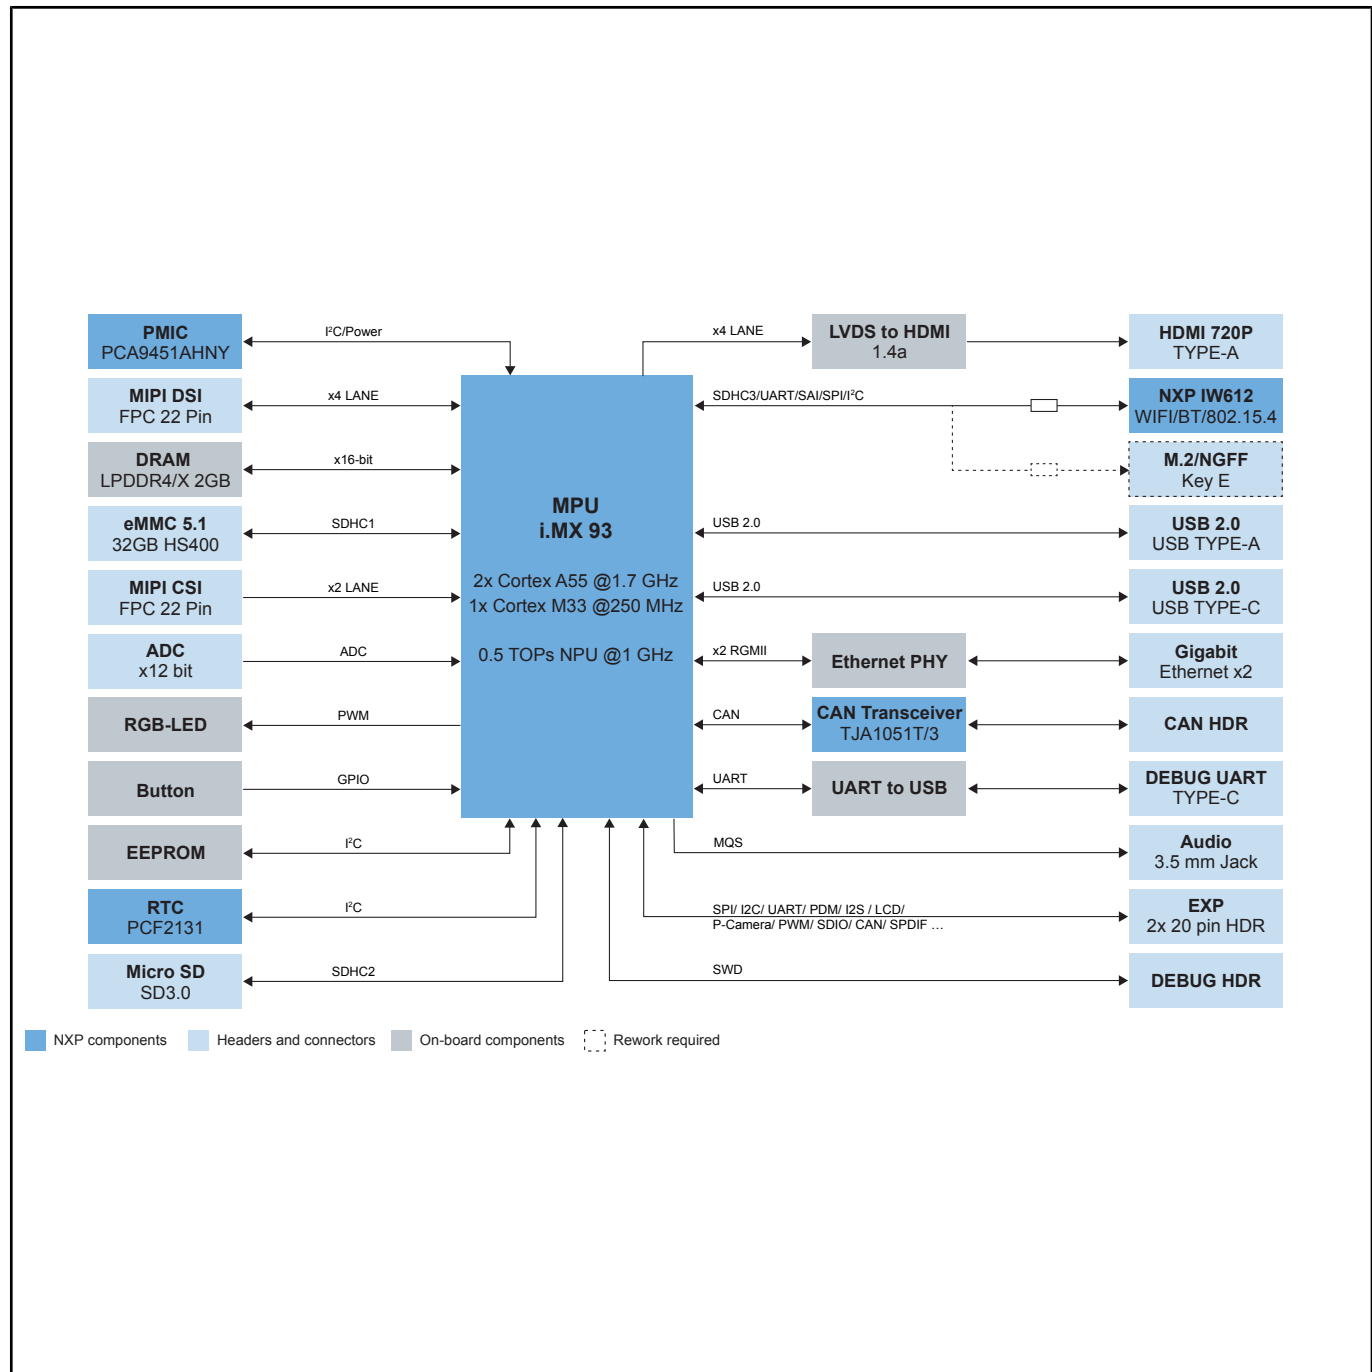 PMIC
PCA9451AHNY
I²C/Power
MIPI DSI
FPC 22 Pin
x4 LANE
DRAM
LPDDR4/X 2GB
x16-bit
eMMC 5.1
32GB HS400
SDHC1
MIPI CSI
FPC 22 Pin
x2 LANE
ADC
x12 bit
ADC
RGB-LED
PWM
Button
GPIO
EEPROM
I²C
RTC
PCF2131
I²C
Micro SD
SD3.0
SDHC2
MPU
i.MX 93
2x Cortex A55 @1.7 GHz
1x Cortex M33 @250 MHz
0.5 TOPs NPU @1 GHz
x4 LANE
LVDS to HDMI
1.4a
HDMI 720P
TYPE-A
SDHC3/UART/SAI/SPI/I²C
NXP IW612
WIFI/BT/802.15.4
M.2/NGFF
Key E
USB 2.0
USB 2.0
USB TYPE-A
USB 2.0
USB 2.0
USB TYPE-C
x2 RGMII
Ethernet PHY
Gigabit
Ethernet x2
CAN
CAN Transceiver
TJA1051T/3
CAN HDR
UART
UART to USB
DEBUG UART
TYPE-C
MQS
Audio
3.5 mm Jack
SPI/ I2C/ UART/ PDM/ I2S / LCD/
P-Camera/ PWM/ SDIO/ CAN/ SPDIF ...
EXP
2x 20 pin HDR
SWD
DEBUG HDR
NXP components
Headers and connectors
On-board components
Rework required